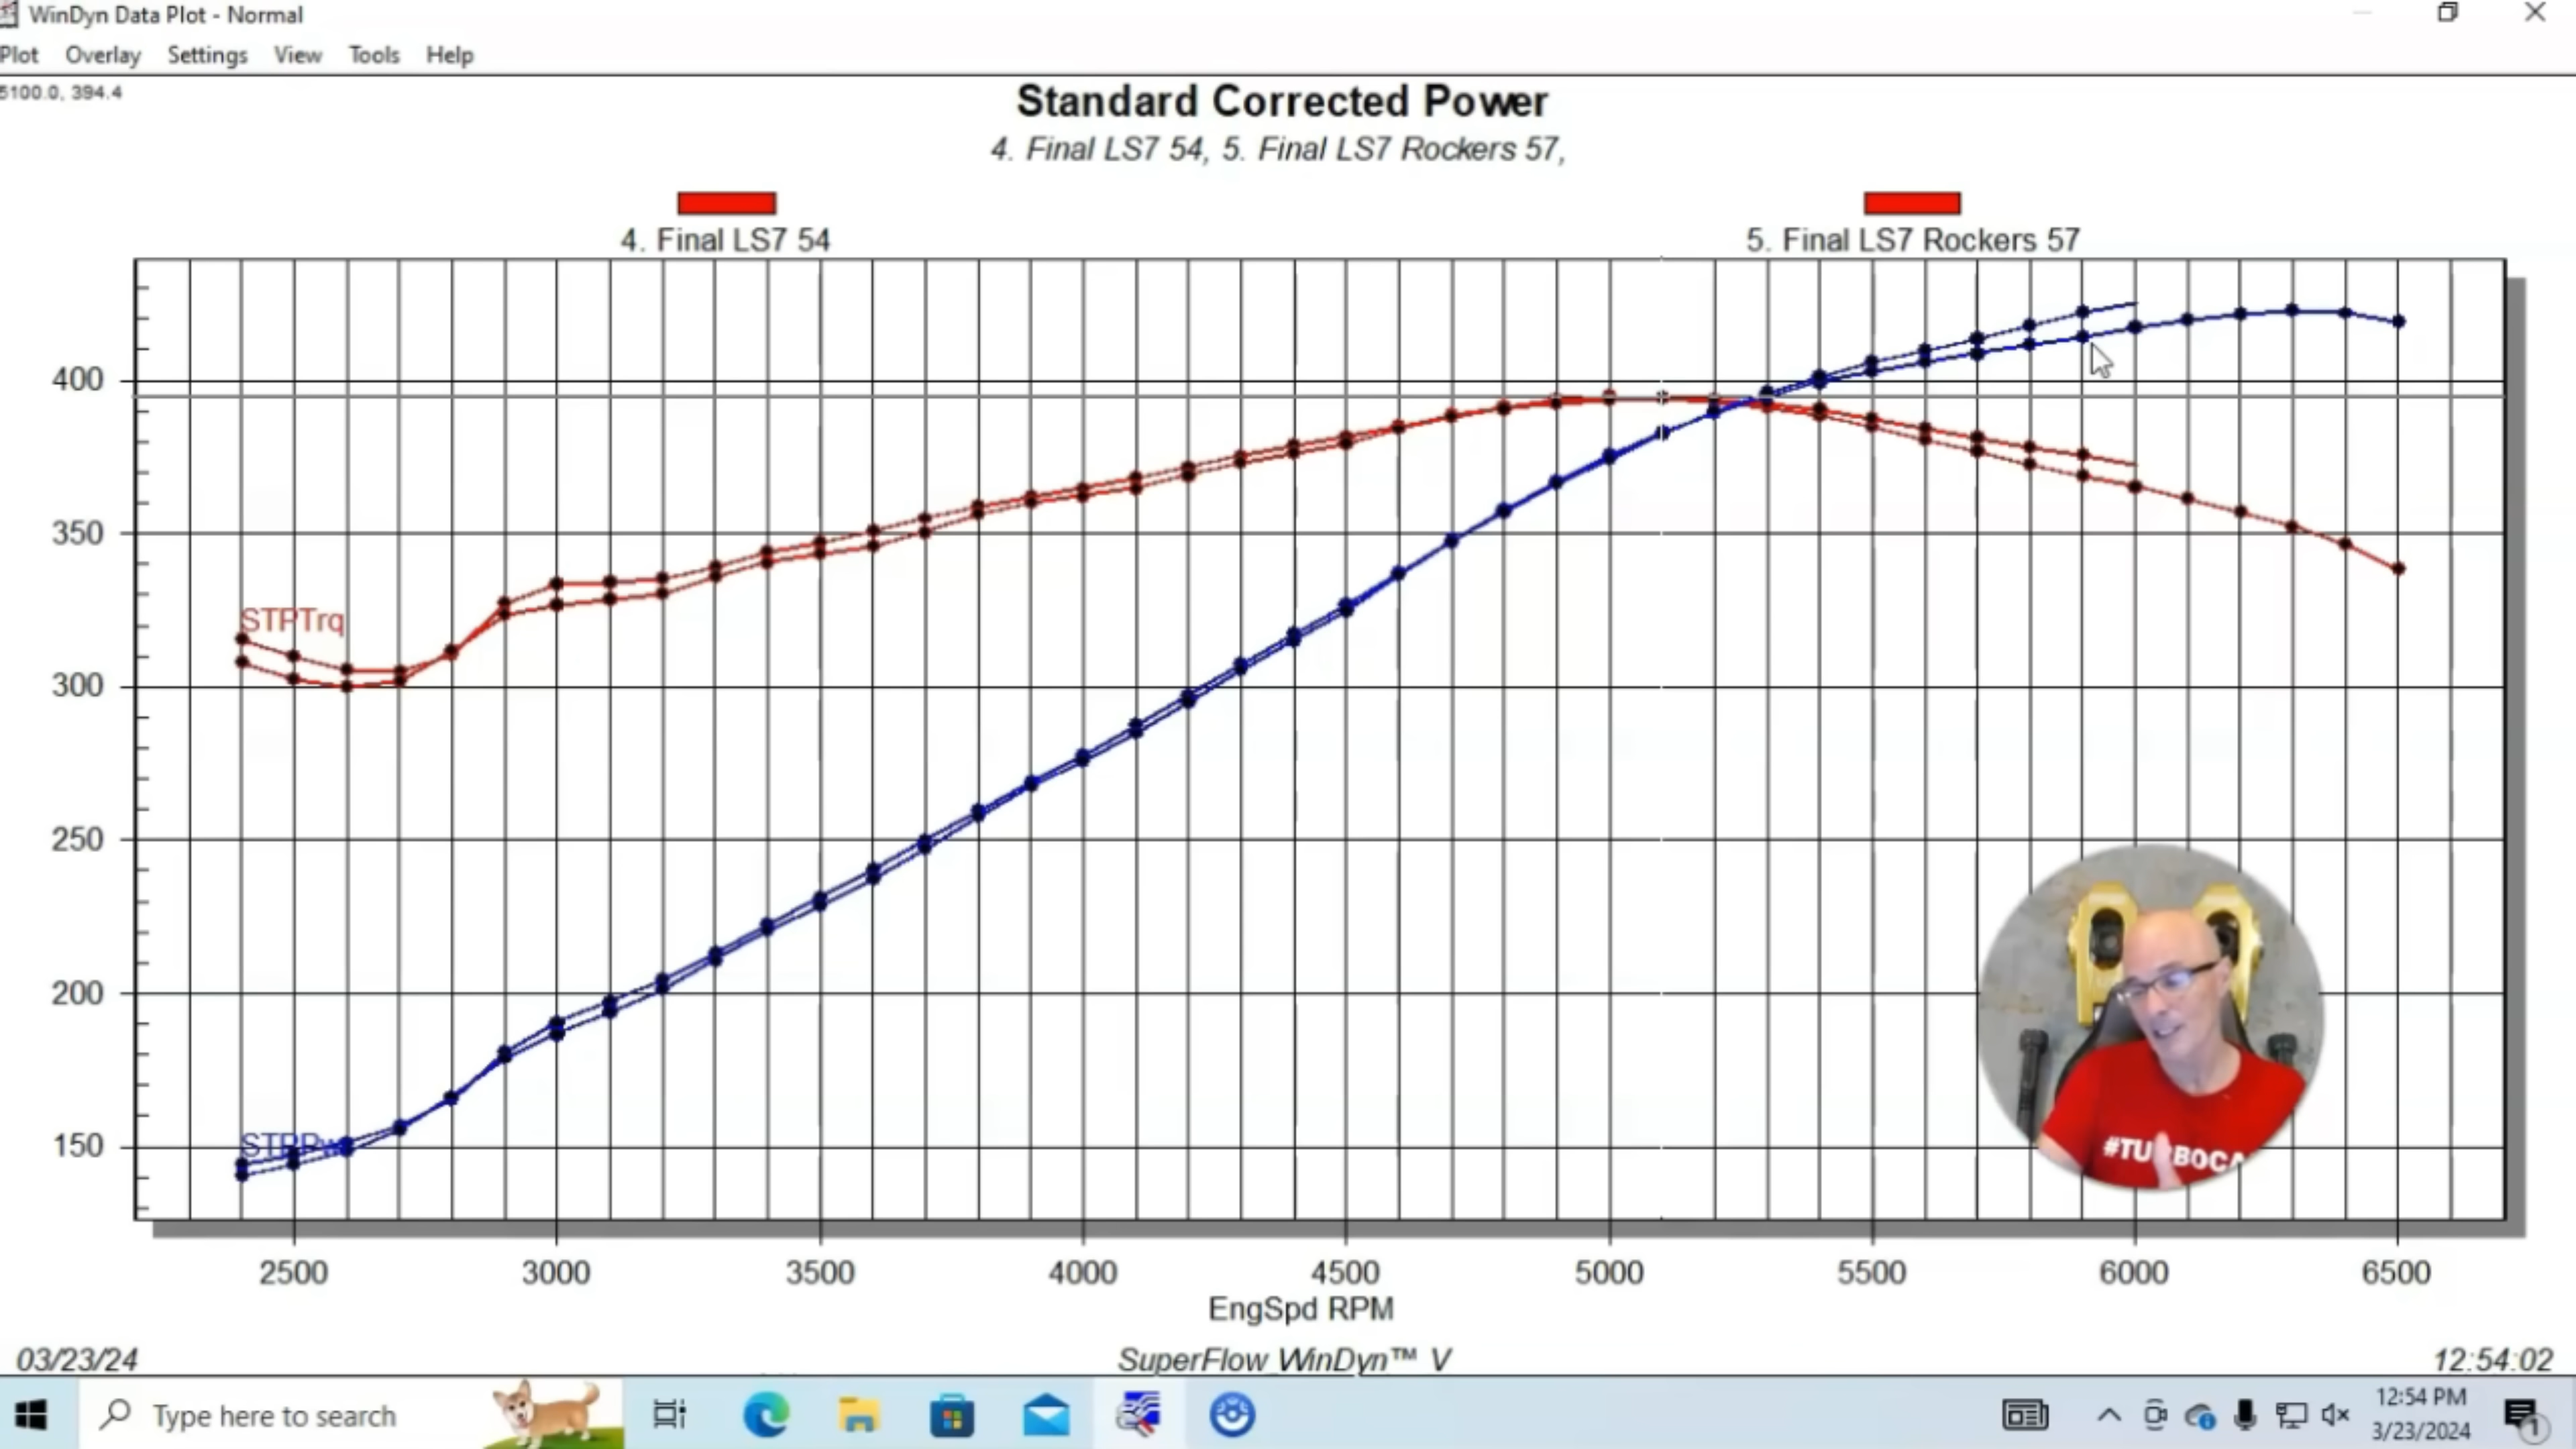 WinDyn Data Plot - Normal
Plot Overlay Settings View Tools Help
5100.0, 394.4
Standard Corrected Power
4. Final LS7 54, 5. Final LS7 Rockers 57,
4. Final LS7 54
5. Final LS7 Rockers 57
400
350
STPTrq
300
250
200
150
2500 3000 3500 4000 4500 5000 5500 6000 6500
EngSpd RPM
03/23/24
SuperFlow WinDyn™ V
12:54:02
Type here to search
12:54 PM
3/23/2024
1